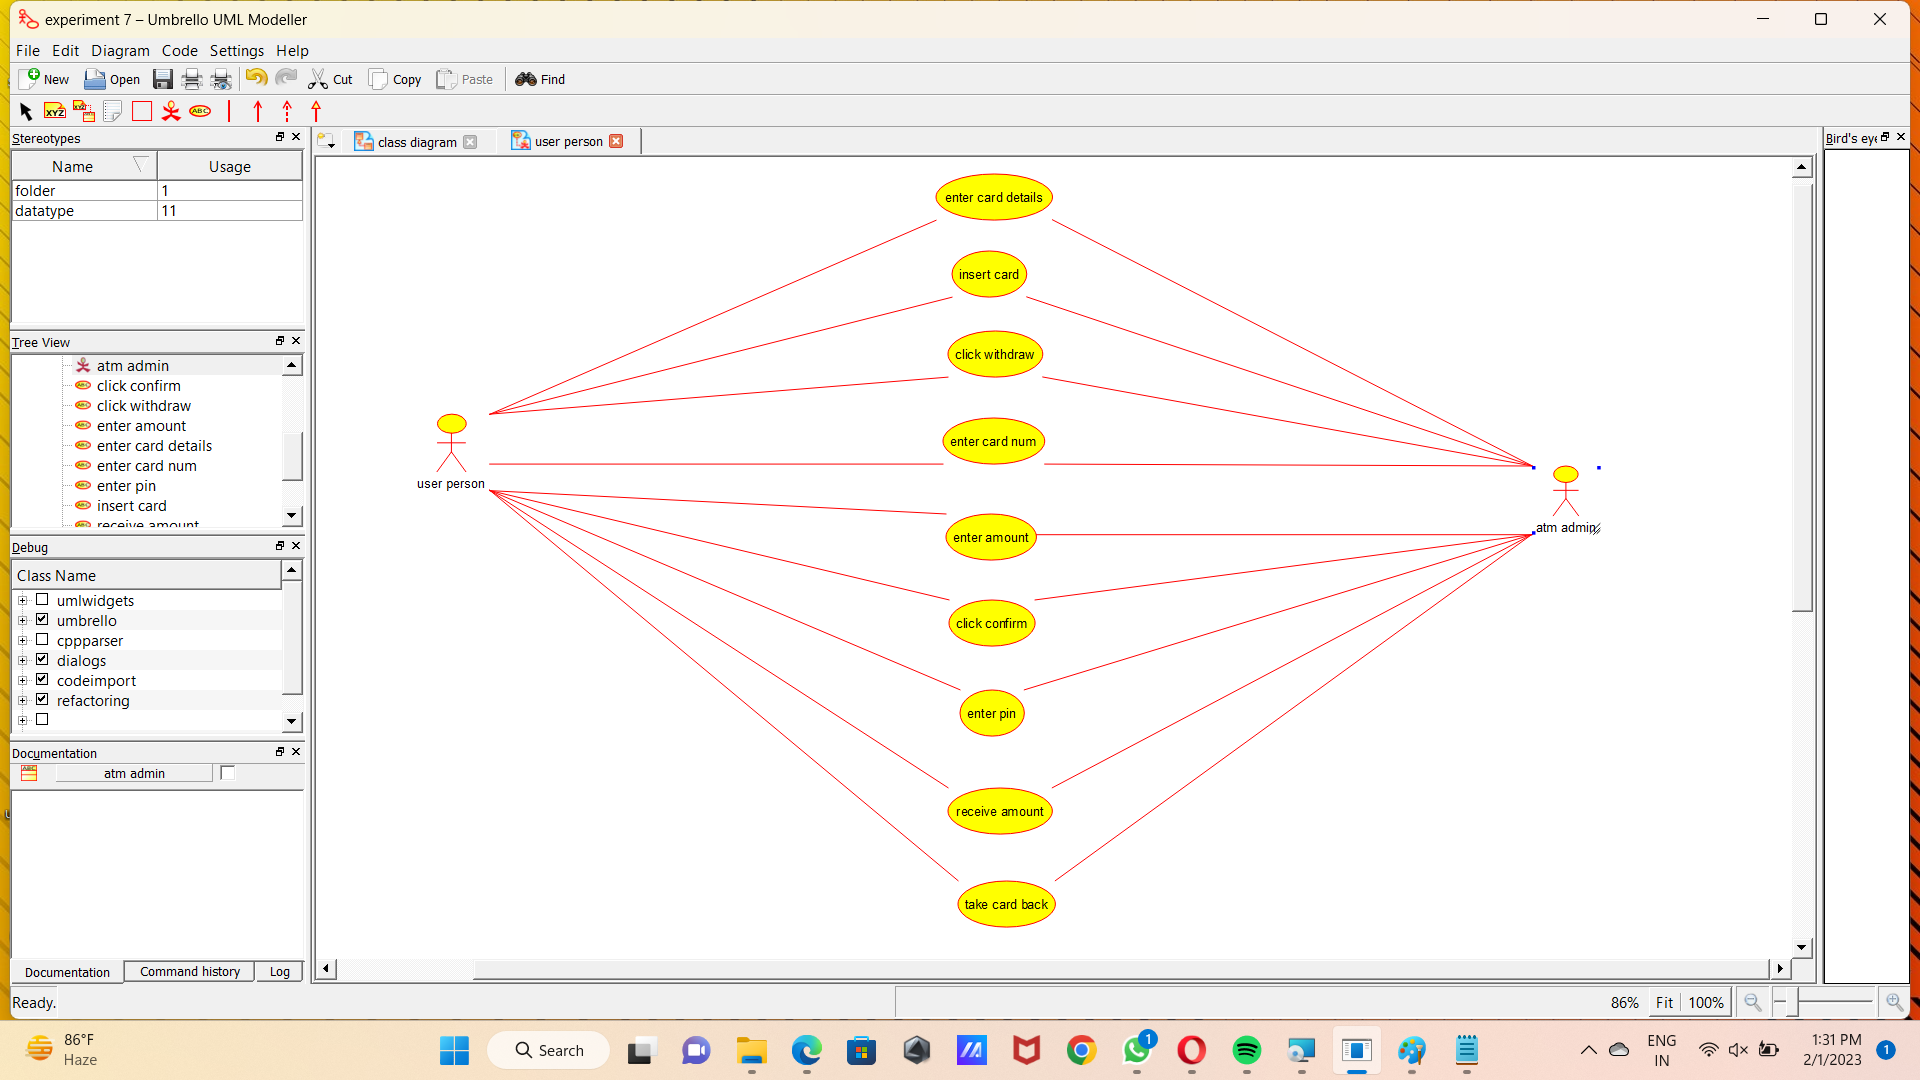 experiment 7 – Umbrello UML Modeller
File Edit Diagram Code Settings Help
New Open Cut Copy Paste Find
XYZ XYZ ABC
Stereotypes
Name Usage
folder 1
datatype 11
Tree View
atm admin
click confirm
click withdraw
enter amount
enter card details
enter card num
enter pin
insert card
receive amount
Debug
Class Name
umlwidgets
umbrello
cppparser
dialogs
codeimport
refactoring
Documentation
atm admin
Documentation Command history Log
Ready.
class diagram user person
enter card details
insert card
click withdraw
enter card num
user person
enter amount
atm admin
click confirm
enter pin
receive amount
take card back
Bird's eye
86% Fit 100%
86°F
Haze
Search
1
ENG
IN
1:31 PM
2/1/2023
1